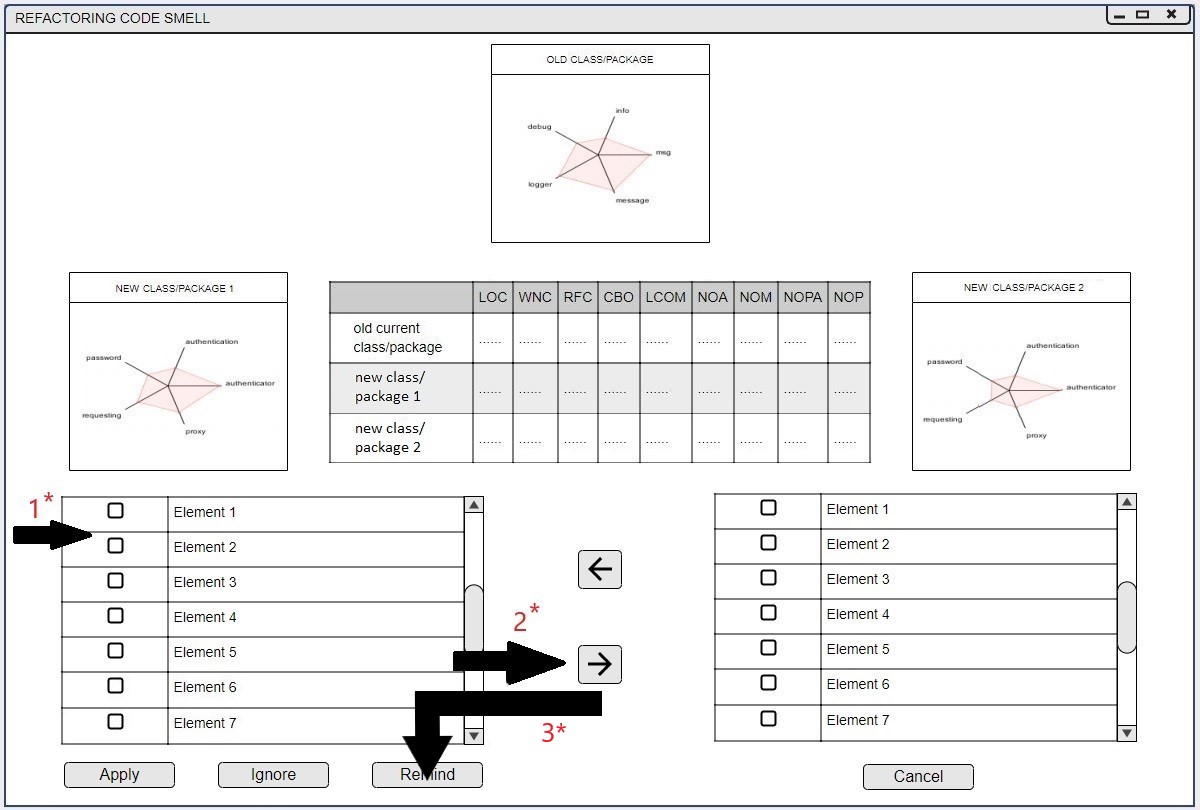 REFACTORING CODE SMELL
OLD CLASS/PACKAGE
info
debug
msg
logger
message
NEW CLASS/PACKAGE 1
authentication
password
authenticator
requesting
proxy
LOC WNC RFC CBO LCOM NOA NOM NOPA NOP
old current
class/package
...... ...... ...... ...... ...... ...... ...... ...... ......
new class/
package 1
...... ...... ...... ...... ...... ...... ...... ...... ......
new class/
package 2
...... ...... ...... ...... ...... ...... ...... ...... ......
NEW CLASS/PACKAGE 2
authentication
password
authenticator
requesting
proxy
1*
Element 1
Element 2
Element 3
Element 4
Element 5
Element 6
Element 7
2*
3*
Element 1
Element 2
Element 3
Element 4
Element 5
Element 6
Element 7
Apply
Ignore
Remind
Cancel